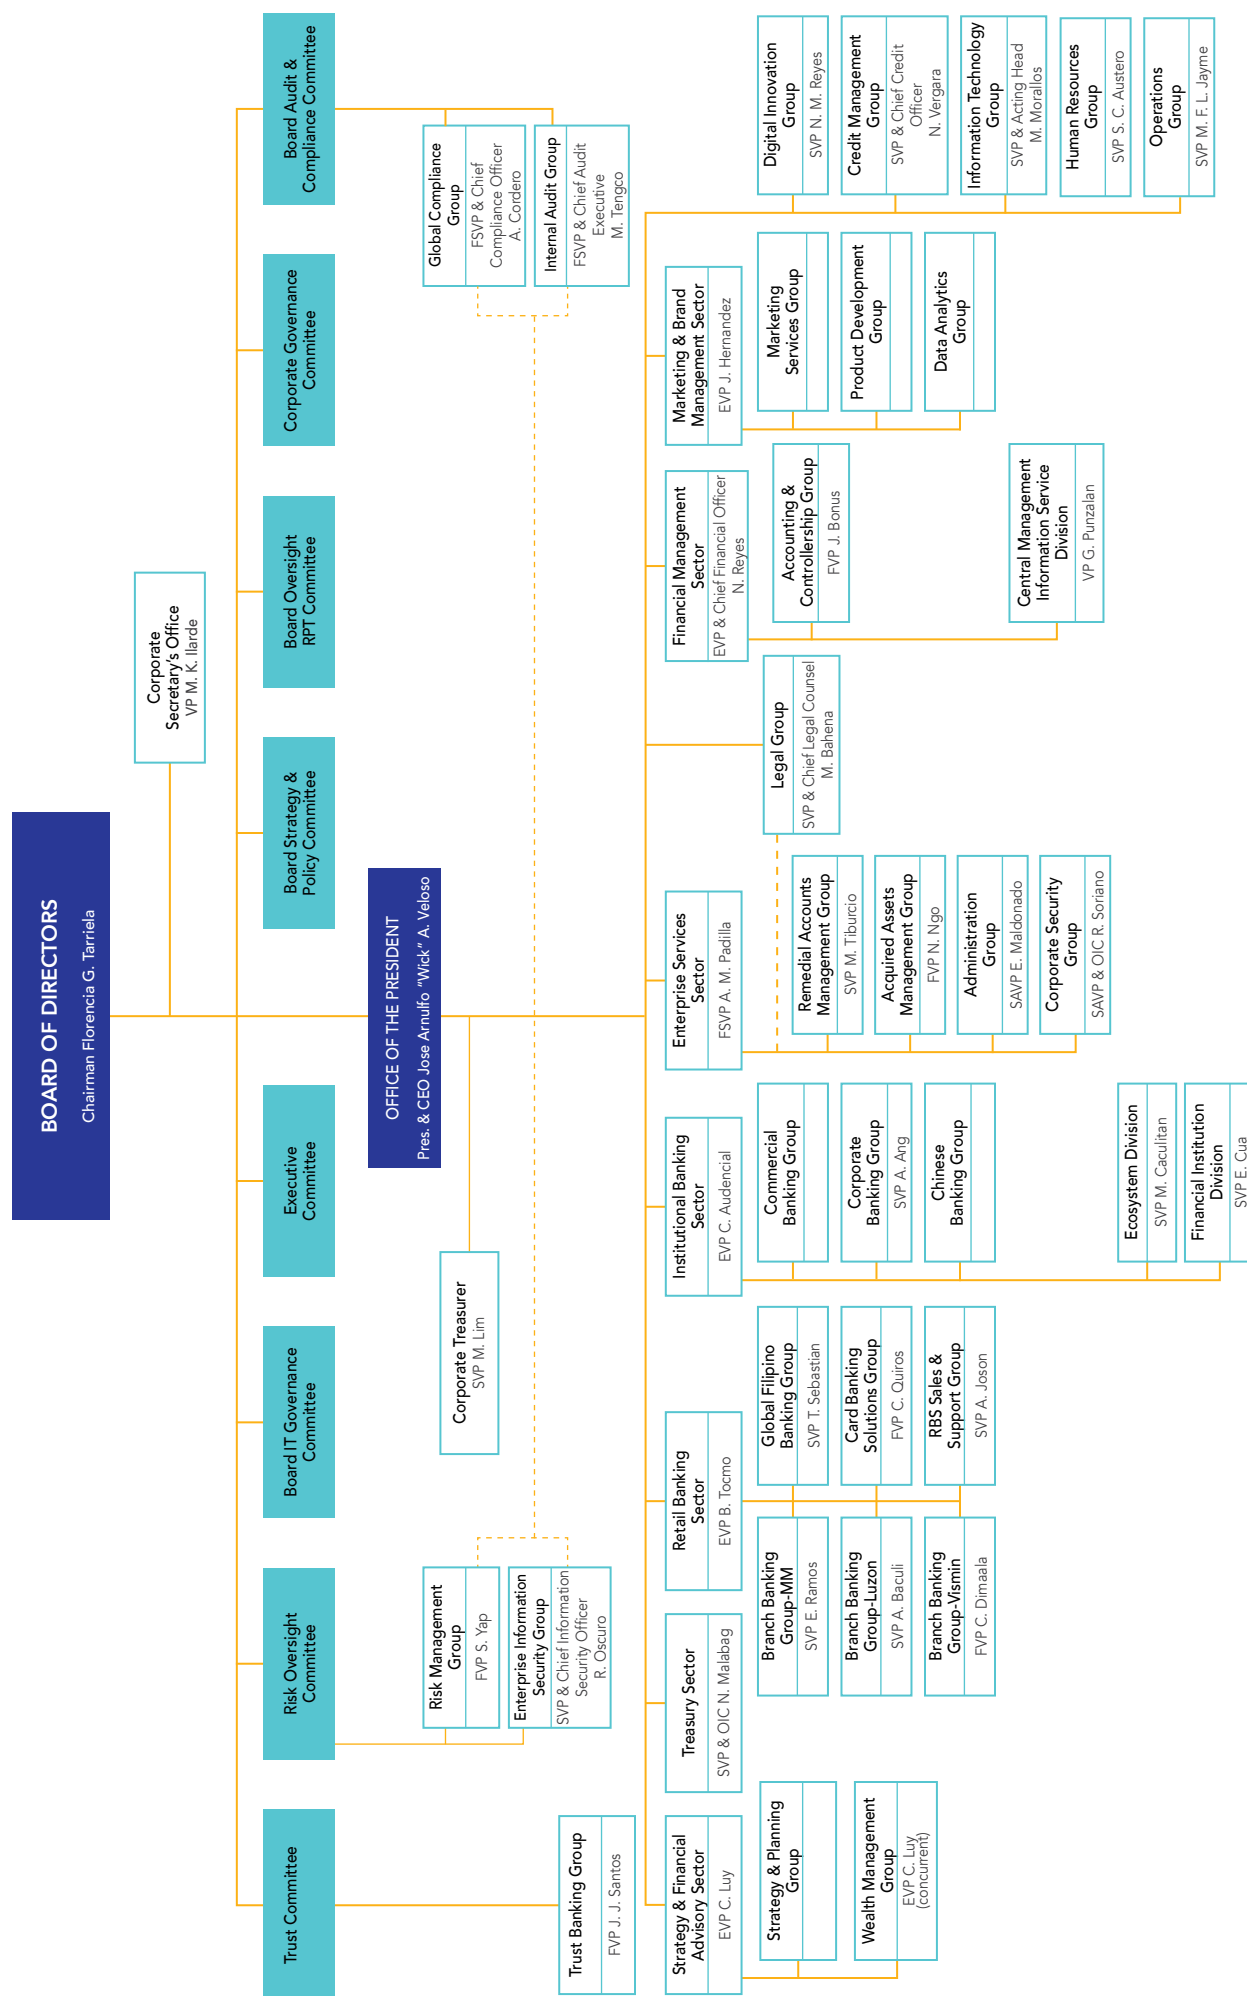 BOARD OF DIRECTORS
Chairman Florencia G. Tarriela
Corporate
Secretary's Office
VP M. K. Ilarde
Trust Committee
Risk Oversight
Committee
Board IT Governance
Committee
Executive
Committee
Board Strategy &
Policy Committee
Board Oversight
RPT Committee
Corporate Governance
Committee
Board Audit &
Compliance Committee
OFFICE OF THE PRESIDENT
Pres. & CEO Jose Arnulfo “Wick” A. Veloso
Corporate Treasurer
SVP M. Lim
Risk Management
Group
FVP S. Yap
Enterprise Information
Security Group
SVP & Chief Information
Security Officer
R. Oscuro
Global Compliance
Group
FSVP & Chief
Compliance Officer
A. Cordero
Internal Audit Group
FSVP & Chief Audit
Executive
M. Tengco
Trust Banking Group
FVP J. J. Santos
Strategy & Financial
Advisory Sector
EVP C. Luy
Strategy & Planning
Group
Wealth Management
Group
EVP C. Luy
(concurrent)
Treasury Sector
SVP & OIC N. Malabag
Retail Banking
Sector
EVP B. Tocmo
Branch Banking
Group-MM
SVP E. Ramos
Branch Banking
Group-Luzon
SVP A. Baculi
Branch Banking
Group-Vismin
FVP C. Dimaala
Global Filipino
Banking Group
SVP T. Sebastian
Card Banking
Solutions Group
FVP C. Quiros
RBS Sales &
Support Group
SVP A. Joson
Institutional Banking
Sector
EVP C. Audencial
Commercial
Banking Group
Corporate
Banking Group
SVP A. Ang
Chinese
Banking Group
Ecosystem Division
SVP M. Caculitan
Financial Institution
Division
SVP E. Cua
Enterprise Services
Sector
FSVP A. M. Padilla
Remedial Accounts
Management Group
SVP M. Tiburcio
Acquired Assets
Management Group
FVP N. Ngo
Administration
Group
SAVP E. Maldonado
Corporate Security
Group
SAVP & OIC R. Soriano
Legal Group
SVP & Chief Legal Counsel
M. Bahena
Financial Management
Sector
EVP & Chief Financial Officer
N. Reyes
Accounting &
Controllership Group
FVP J. Bonus
Central Management
Information Service
Division
VP G. Punzalan
Marketing & Brand
Management Sector
EVP J. Hernandez
Marketing
Services Group
Product Development
Group
Data Analytics
Group
Digital Innovation
Group
SVP N. M. Reyes
Credit Management
Group
SVP & Chief Credit
Officer
N. Vergara
Information Technology
Group
SVP & Acting Head
M. Morallos
Human Resources
Group
SVP S. C. Austero
Operations
Group
SVP M. F. L. Jayme